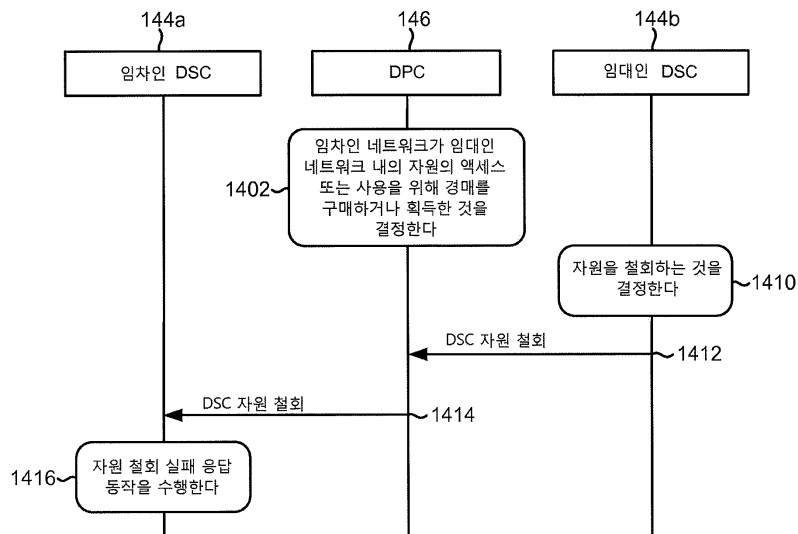 144a
146
144b
임차인 DSC
DPC
임대인 DSC
임차인 네트워크가 임대인
네트워크 내의 자원의 액세스
또는 사용을 위해 경매를
구매하거나 획득한 것을
결정한다
1402
자원을 철회하는 것을
결정한다
1410
DSC 자원 철회
1412
DSC 자원 철회
1414
1416
자원 철회 실패 응답
동작을 수행한다